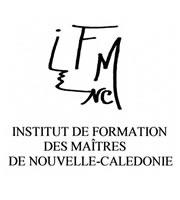 iFM
NC
INSTITUT DE FORMATION
DES MAÎTRES
DE NOUVELLE-CALEDONIE